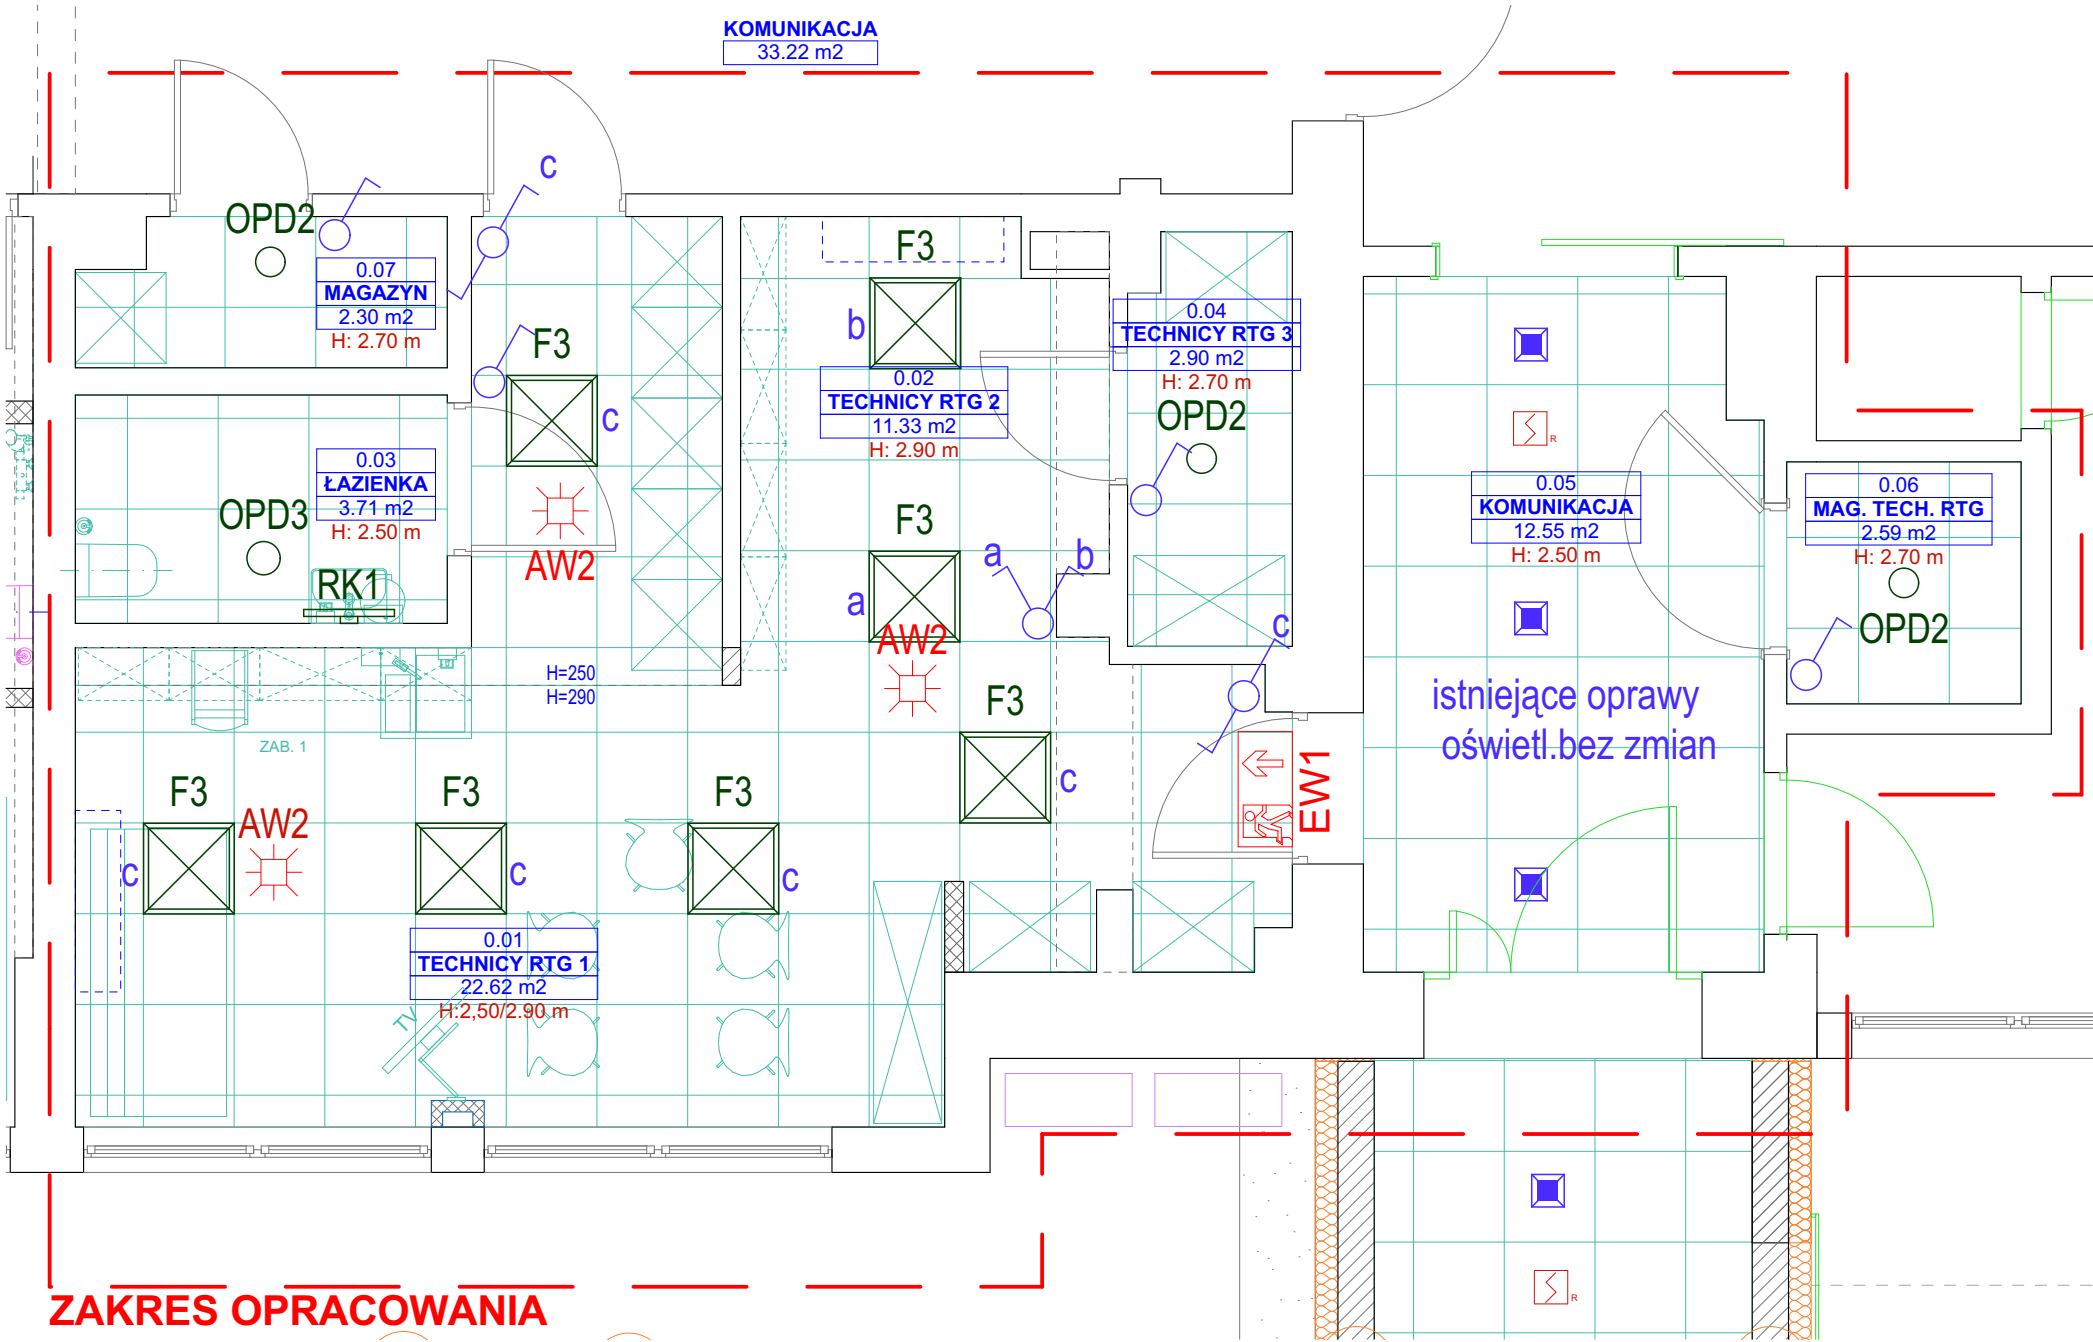 KOMUNIKACJA
33.22 m2
c
OPD2
0.07
MAGAZYN
2.30 m2
H: 2.70 m
F3
c
F3
b
0.02
TECHNICY RTG 2
11.33 m2
H: 2.90 m
0.04
TECHNICY RTG 3
2.90 m2
H: 2.70 m
OPD2
R
0.03
ŁAZIENKA
3.71 m2
H: 2.50 m
OPD3
RK1
AW2
F3
a
a
b
AW2
c
0.05
KOMUNIKACJA
12.55 m2
H: 2.50 m
0.06
MAG. TECH. RTG
2.59 m2
H: 2.70 m
OPD2
H=250
H=290
istniejące oprawy
oświetl.bez zmian
ZAB. 1
F3
c
EW1
F3
c
AW2
F3
c
F3
c
0.01
TECHNICY RTG 1
22.62 m2
H:2,50/2.90 m
TV
R
ZAKRES OPRACOWANIA